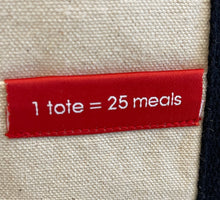 1 tote = 25 meals